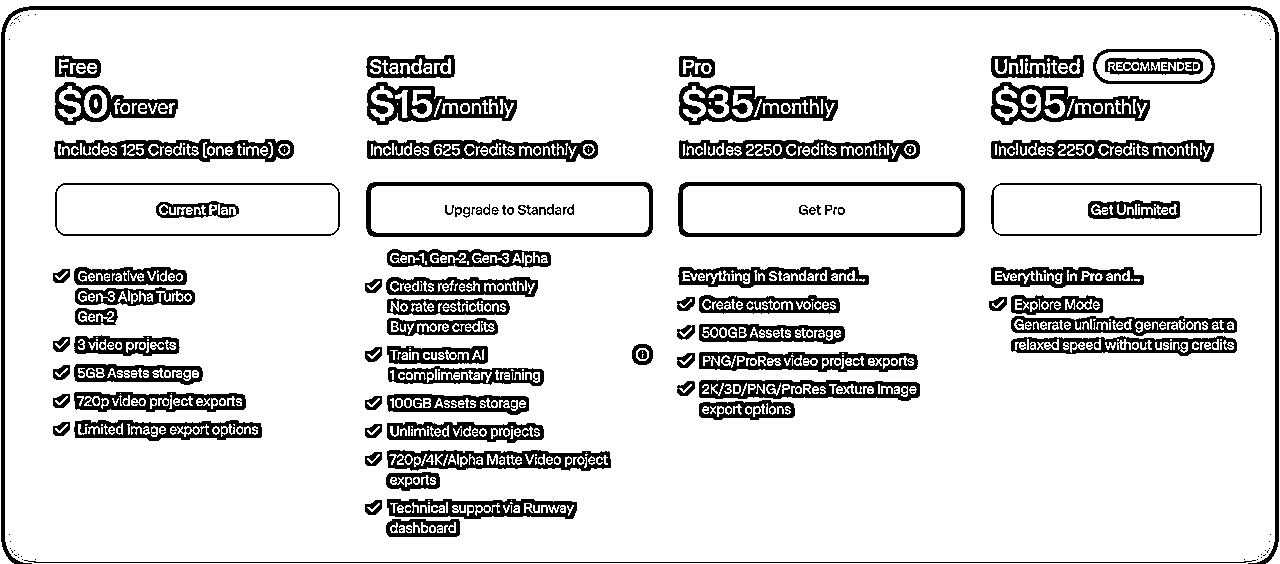 Free
$0 forever
Includes 125 Credits (one time)
Current Plan
Generative Video
Gen-3 Alpha Turbo
Gen-2
3 video projects
5GB Assets storage
720p video project exports
Limited image export options
Standard
$15/monthly
Includes 625 Credits monthly
Upgrade to Standard
Gen-1, Gen-2, Gen-3 Alpha
Credits refresh monthly
No rate restrictions
Buy more credits
Train custom AI
1 complimentary training
100GB Assets storage
Unlimited video projects
720p/4K/Alpha Matte Video project
exports
Technical support via Runway
dashboard
Pro
$35/monthly
Includes 2250 Credits monthly
Get Pro
Everything in Standard and...
Create custom voices
500GB Assets storage
PNG/ProRes video project exports
2K/3D/PNG/ProRes Texture Image
export options
Unlimited RECOMMENDED
$95/monthly
Includes 2250 Credits monthly
Get Unlimited
Everything in Pro and...
Explore Mode
Generate unlimited generations at a
relaxed speed without using credits